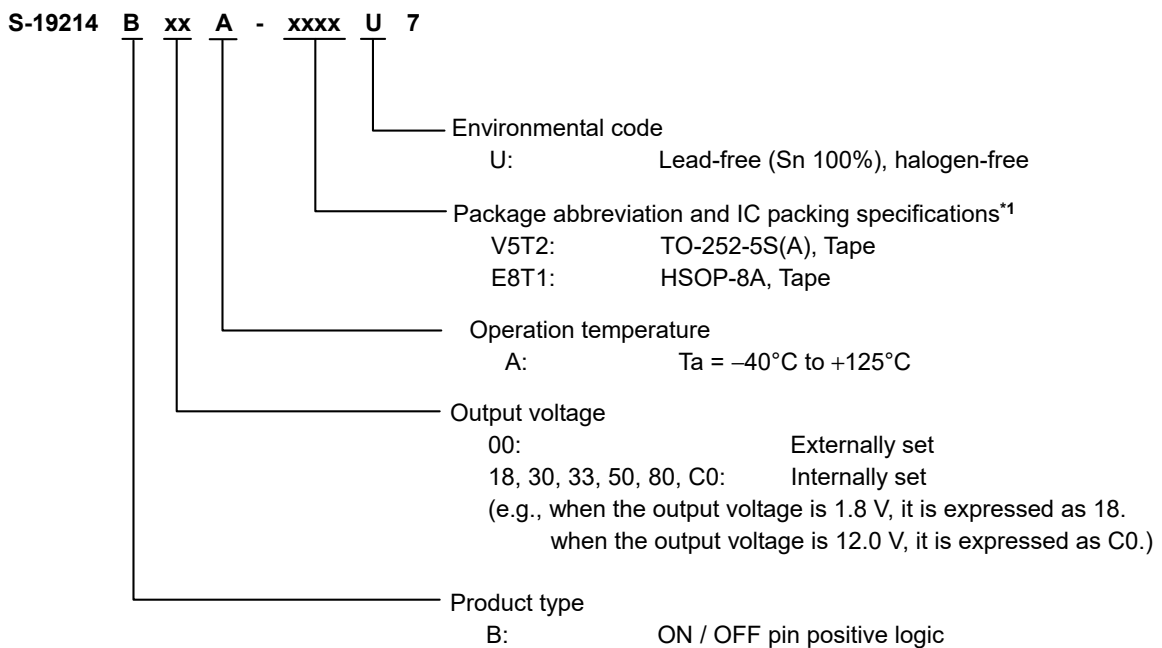 S-19214 B xx A - xxxx U 7
Environmental code
U: Lead-free (Sn 100%), halogen-free
Package abbreviation and IC packing specifications*1
V5T2: TO-252-5S(A), Tape
E8T1: HSOP-8A, Tape
Operation temperature
A: Ta = −40°C to +125°C
Output voltage
00: Externally set
18, 30, 33, 50, 80, C0: Internally set
(e.g., when the output voltage is 1.8 V, it is expressed as 18.
when the output voltage is 12.0 V, it is expressed as C0.)
Product type
B: ON / OFF pin positive logic